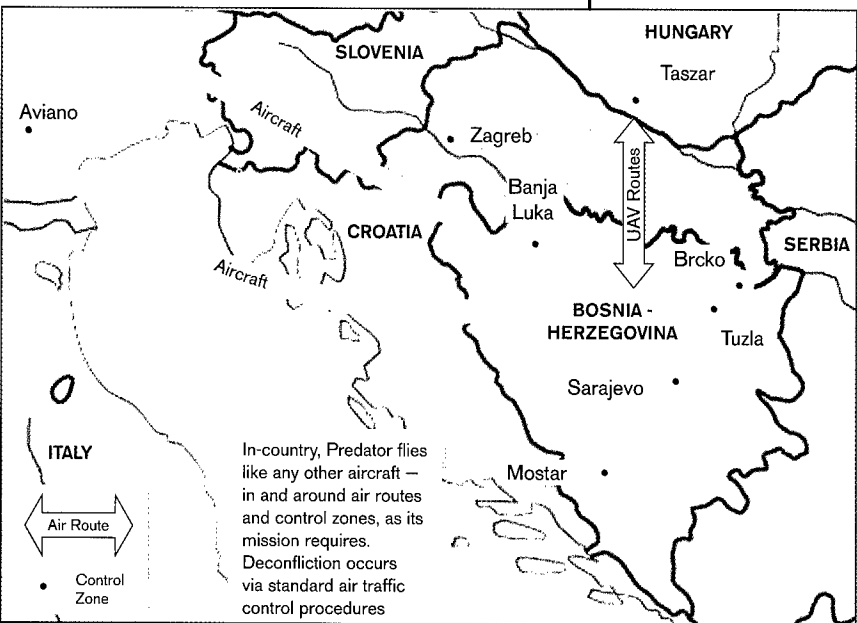 SLOVENIA
HUNGARY
Taszar
Aviano
Aircraft
Zagreb
Banja
Luka
UAV Routes
CROATIA
SERBIA
Brcko
Aircraft
BOSNIA -
HERZEGOVINA
Tuzla
Sarajevo
ITALY
Mostar
In-country, Predator flies
like any other aircraft –
in and around air routes
and control zones, as its
mission requires.
Deconfliction occurs
via standard air traffic
control procedures
Air Route
Control
Zone